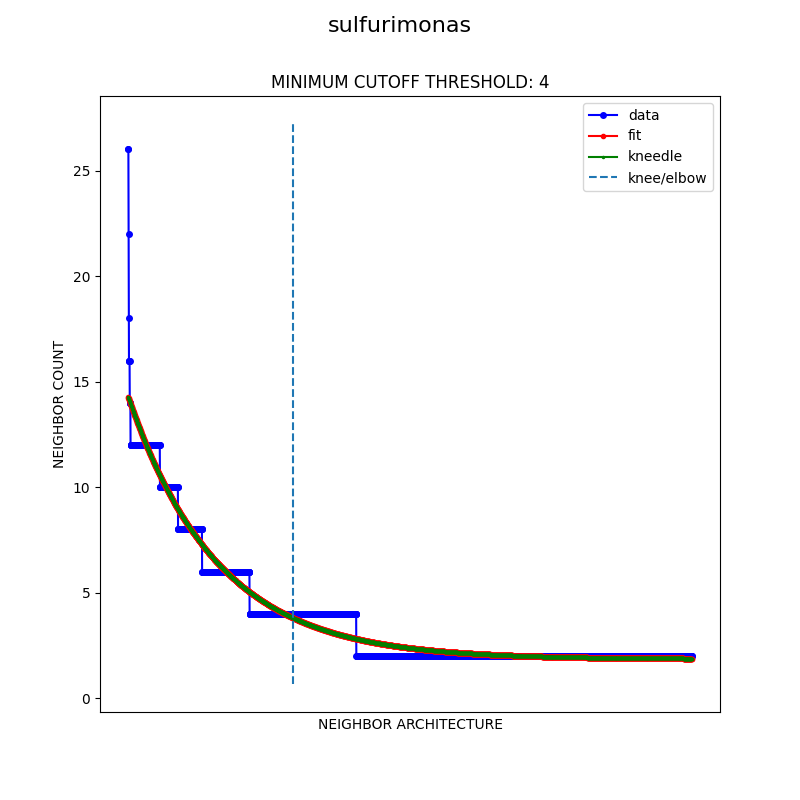 sulfurimonas
MINIMUM CUTOFF THRESHOLD: 4
data
fit
kneedle
knee/elbow
25
20
15
10
5
0
NEIGHBOR COUNT
NEIGHBOR ARCHITECTURE